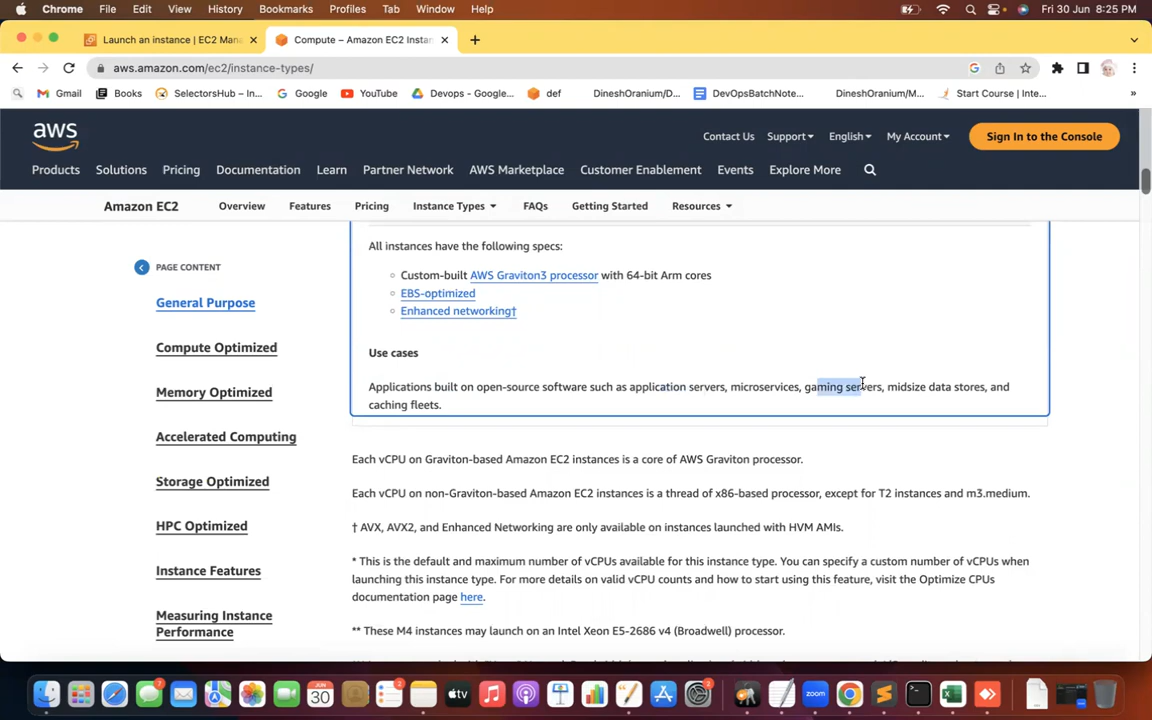 Chrome File Edit View History Bookmarks Profiles Tab Window Help Fri 30 Jun 8:25 PM
Launch an instance | EC2 Man Compute – Amazon EC2 Instan
aws.amazon.com/ec2/instance-types/
Gmail Books SelectorsHub – In... Google YouTube Devops - Google... def DineshOranium/D... DevOpsBatchNote... DineshOranium/M... Start Course | Inte... »
aws
Contact Us Support English My Account Sign In to the Console
Products Solutions Pricing Documentation Learn Partner Network AWS Marketplace Customer Enablement Events Explore More
Amazon EC2 Overview Features Pricing Instance Types FAQs Getting Started Resources
PAGE CONTENT
General Purpose
Compute Optimized
Memory Optimized
Accelerated Computing
Storage Optimized
HPC Optimized
Instance Features
Measuring Instance
Performance
All instances have the following specs:
Custom-built AWS Graviton3 processor with 64-bit Arm cores
EBS-optimized
Enhanced networking†
Use cases
Applications built on open-source software such as application servers, microservices, gaming servers, midsize data stores, and
caching fleets.
Each vCPU on Graviton-based Amazon EC2 instances is a core of AWS Graviton processor.
Each vCPU on non-Graviton-based Amazon EC2 instances is a thread of x86-based processor, except for T2 instances and m3.medium.
† AVX, AVX2, and Enhanced Networking are only available on instances launched with HVM AMIs.
* This is the default and maximum number of vCPUs available for this instance type. You can specify a custom number of vCPUs when
launching this instance type. For more details on valid vCPU counts and how to start using this feature, visit the Optimize CPUs
documentation page here.
** These M4 instances may launch on an Intel Xeon E5-2686 v4 (Broadwell) processor.
7 JUN 30 2 tv 2 zoom